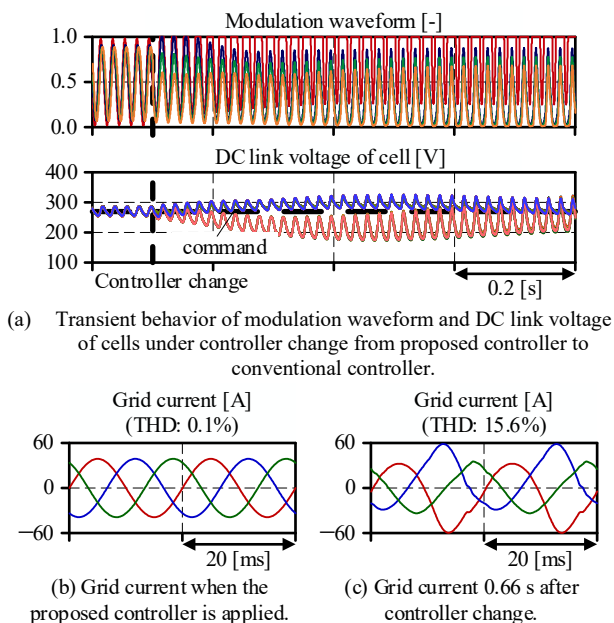 Modulation waveform [-]
1.0
0.5
0.0
DC link voltage of cell [V]
400
300
200
100
command
Controller change
0.2 [s]
(a) Transient behavior of modulation waveform and DC link voltage
of cells under controller change from proposed controller to
conventional controller.
Grid current [A]
(THD: 0.1%)
60
0
−60
20 [ms]
(b) Grid current when the
proposed controller is applied.
Grid current [A]
(THD: 15.6%)
60
0
−60
20 [ms]
(c) Grid current 0.66 s after
controller change.